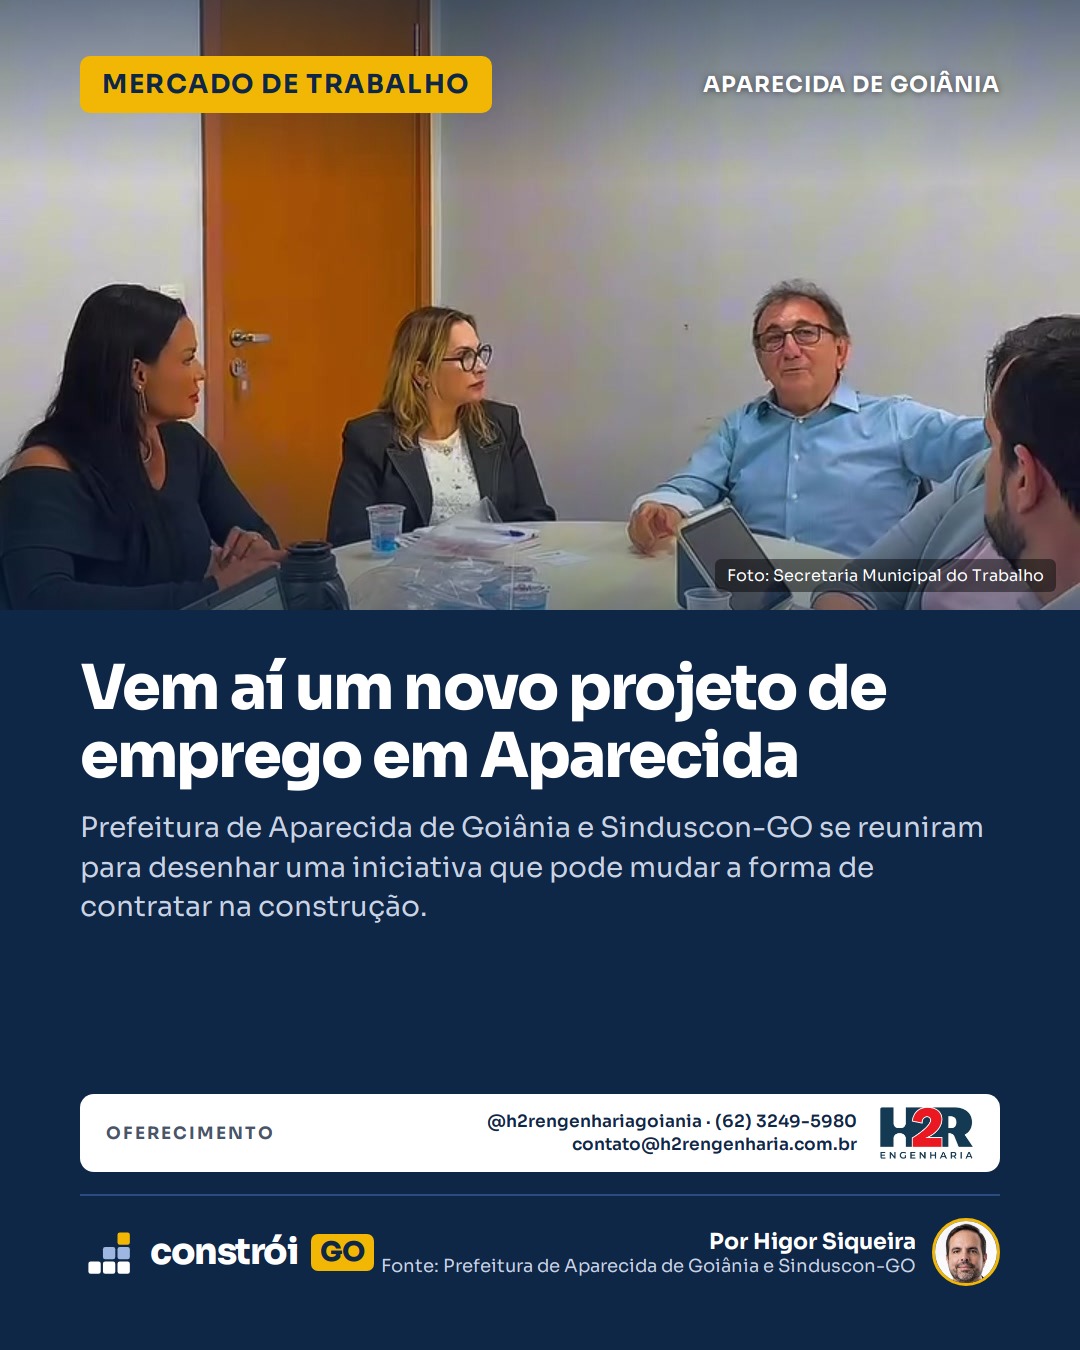 MERCADO DE TRABALHO
APARECIDA DE GOIÂNIA
Foto: Secretaria Municipal do Trabalho
Vem aí um novo projeto de
emprego em Aparecida
Prefeitura de Aparecida de Goiânia e Sinduscon-GO se reuniram
para desenhar uma iniciativa que pode mudar a forma de
contratar na construção.
OFERECIMENTO
@h2rengenhariagoiania · (62) 3249-5980
contato@h2rengenharia.com.br
H2R
ENGENHARIA
constrói GO
Por Higor Siqueira
Fonte: Prefeitura de Aparecida de Goiânia e Sinduscon-GO